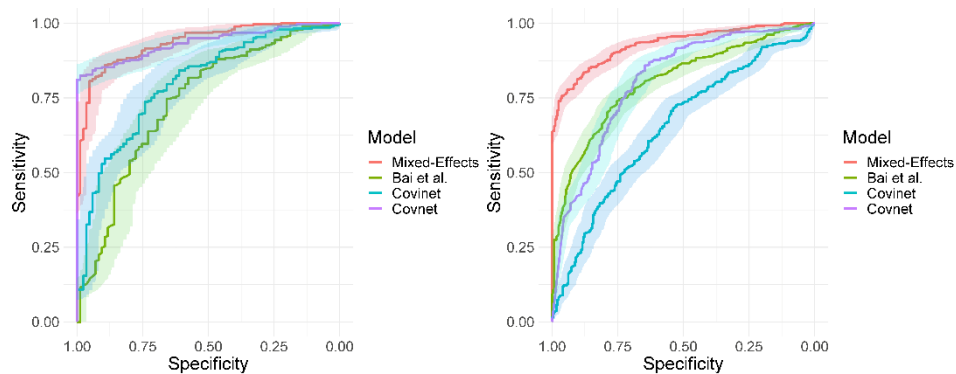 1.00
0.75
0.50
0.25
0.00
Sensitivity
1.00
0.75
0.50
0.25
0.00
Specificity
Model
Mixed-Effects
Bai et al.
Covinet
Covnet
1.00
0.75
0.50
0.25
0.00
Sensitivity
1.00
0.75
0.50
0.25
0.00
Specificity
Model
Mixed-Effects
Bai et al.
Covinet
Covnet